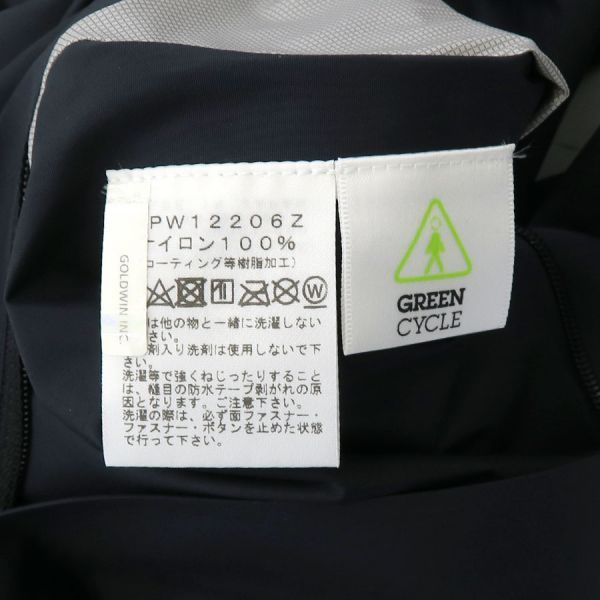 PW12206Z
イロン100%
コーティング等樹脂加工)
は他の物と一緒に洗濯しない
さい。
剤入り洗剤は使用しないで下
さい。
洗濯等で強くねじったりすること
は、縫目の防水テープ剥がれの原
因となります。ご注意下さい。
洗濯の際は、必ず面ファスナー・
ファスナー・ボタンを止めた状態
で行って下さい。
GOLDWIN INC.
GREEN
CYCLE